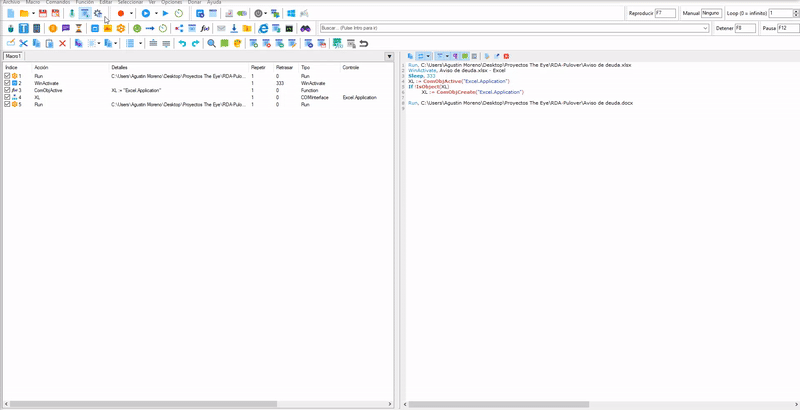 Archivo Macro Comandos Función Editar Seleccionar Ver Opciones Donar Ayuda
Reproducir F7 Manual Ninguno Loop (0 = infinito) 1
Buscar... (Pulse Intro para ir) Detener F8 Pause F12
Macro1
Índice Acción Detalles Repetir Retrasar Tipo Controle
1 Run C:\Users\Agustin Moreno\Desktop\Proyectos The Eye\RDA-Pulover... 1 0 Run
2 WinActivate 1 333 WinActivate
3 ComObjActive XL := "Excel.Application" 1 0 Function
4 XL 1 0 COMInterface Excel.Application
5 Run C:\Users\Agustin Moreno\Desktop\Proyectos The Eye\RDA-Pulover... 1 0 Run
1 Run, C:\Users\Agustin Moreno\Desktop\Proyectos The Eye\RDA-Pulover\Aviso de deuda.xlsx
2 WinActivate, Aviso de deuda.xlsx - Excel
3 Sleep, 333
4 XL := ComObjActive("Excel.Application")
5 If !IsObject(XL)
6 XL := ComObjCreate("Excel.Application")
7
8 Run, C:\Users\Agustin Moreno\Desktop\Proyectos The Eye\RDA-Pulover\Aviso de deuda.docx
9